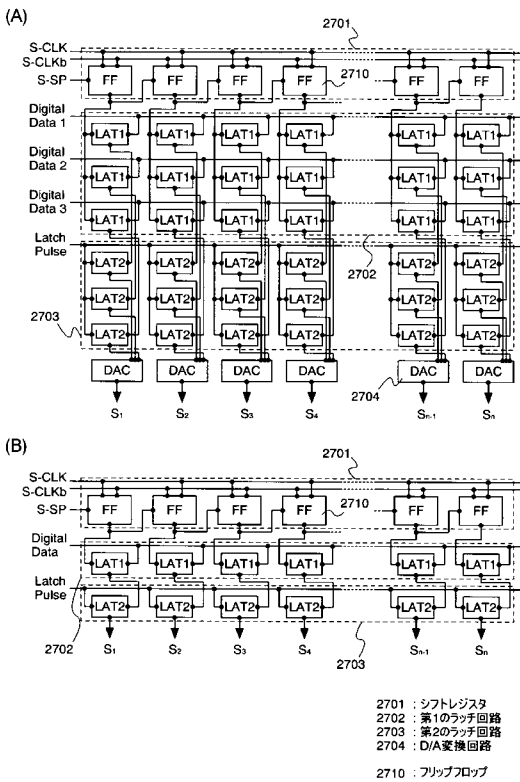 (A)
2701
S-CLK
S-CLKb
S-SP
FF FF FF FF FF FF
2710
Digital
Data 1
LAT1 LAT1 LAT1 LAT1 LAT1 LAT1
Digital
Data 2
LAT1 LAT1 LAT1 LAT1 LAT1 LAT1
Digital
Data 3
LAT1 LAT1 LAT1 LAT1 LAT1 LAT1
Latch
Pulse
2702
LAT2 LAT2 LAT2 LAT2 LAT2 LAT2
LAT2 LAT2 LAT2 LAT2 LAT2 LAT2
2703
LAT2 LAT2 LAT2 LAT2 LAT2 LAT2
DAC DAC DAC DAC DAC DAC
2704
S1 S2 S3 S4 Sn-1 Sn
(B)
2701
S-CLK
S-CLKb
S-SP
FF FF FF FF FF FF
2710
Digital
Data
LAT1 LAT1 LAT1 LAT1 LAT1 LAT1
Latch
Pulse
LAT2 LAT2 LAT2 LAT2 LAT2 LAT2
2702
S1 S2 S3 S4 Sn-1 Sn
2703
2701 : シフトレジスタ
2702 : 第1のラッチ回路
2703 : 第2のラッチ回路
2704 : D/A変換回路
2710 : フリップフロップ